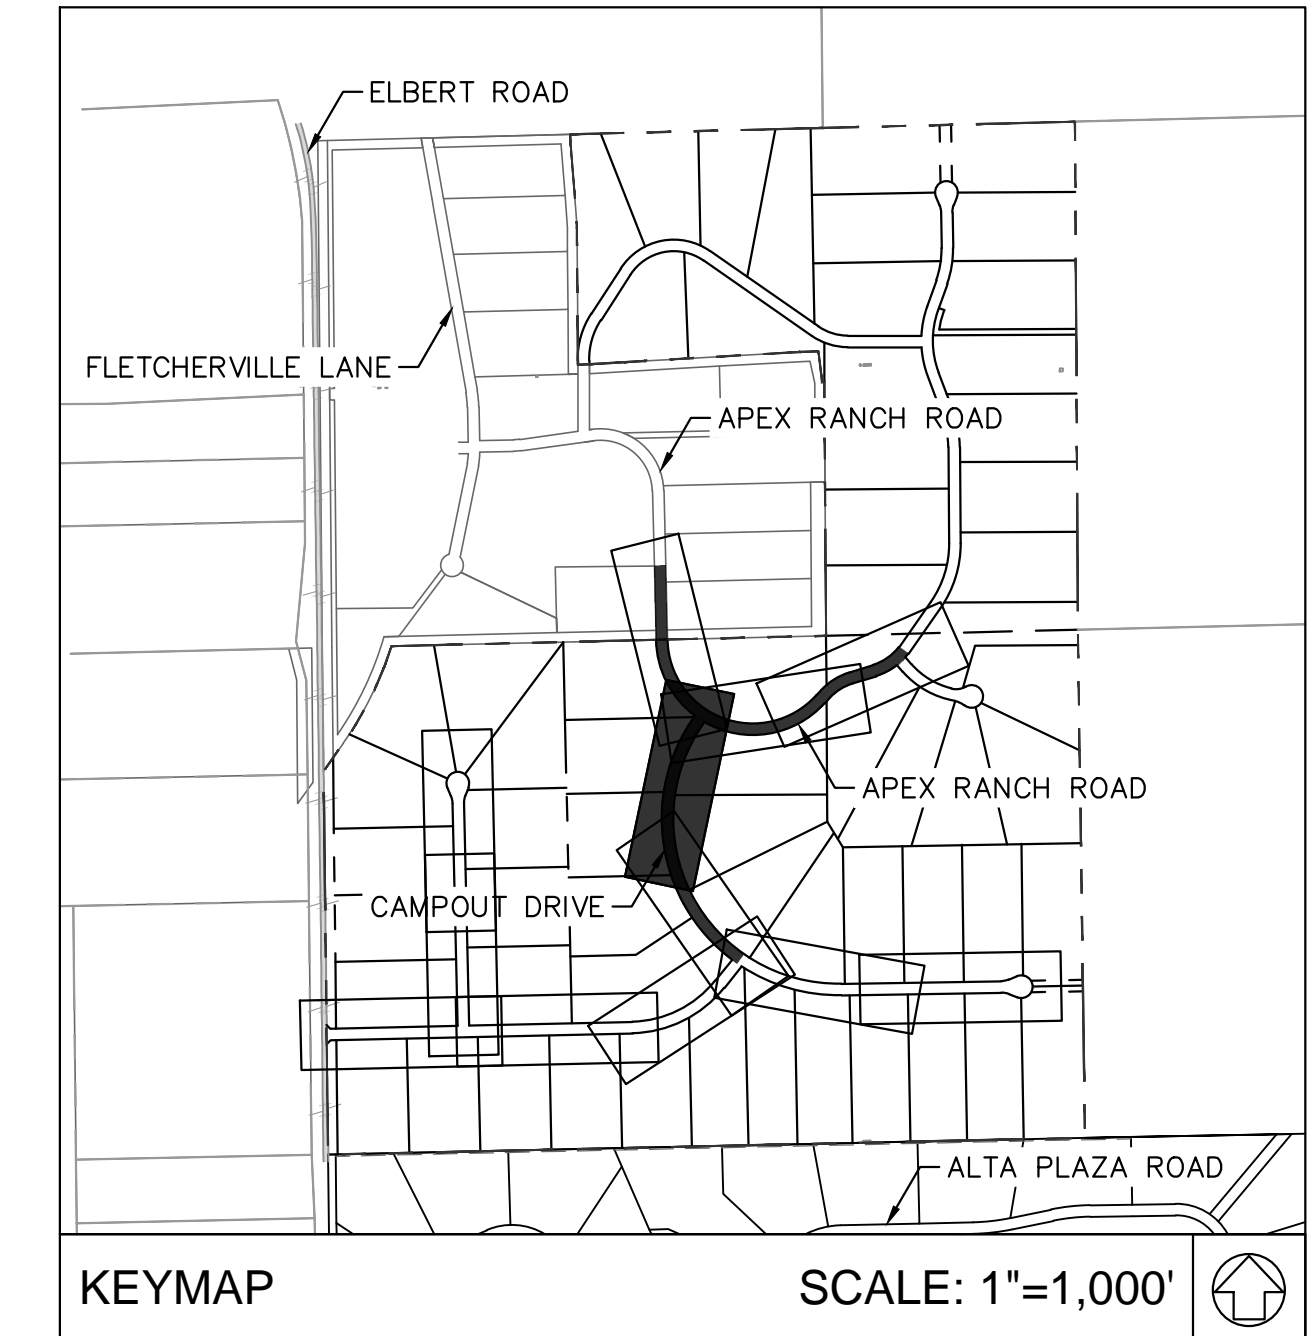 ELBERT ROAD
FLETCHERVILLE LANE
APEX RANCH ROAD
APEX RANCH ROAD
CAMPOUT DRIVE
ALTA PLAZA ROAD
KEYMAP
SCALE: 1"=1,000'